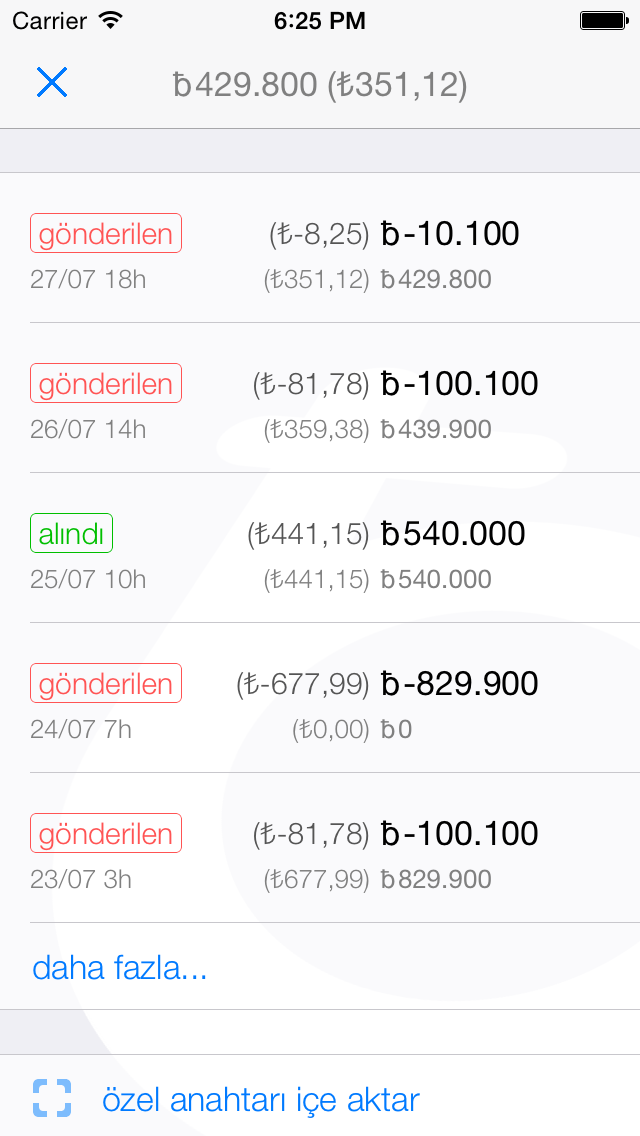 Carrier 6:25 PM
ƀ429.800 (₺351,12)
gönderilen (₺-8,25) ƀ-10.100
27/07 18h (₺351,12) ƀ429.800
gönderilen (₺-81,78) ƀ-100.100
26/07 14h (₺359,38) ƀ439.900
alındı (₺441,15) ƀ540.000
25/07 10h (₺441,15) ƀ540.000
gönderilen (₺-677,99) ƀ-829.900
24/07 7h (₺0,00) ƀ0
gönderilen (₺-81,78) ƀ-100.100
23/07 3h (₺677,99) ƀ829.900
daha fazla...
özel anahtarı içe aktar